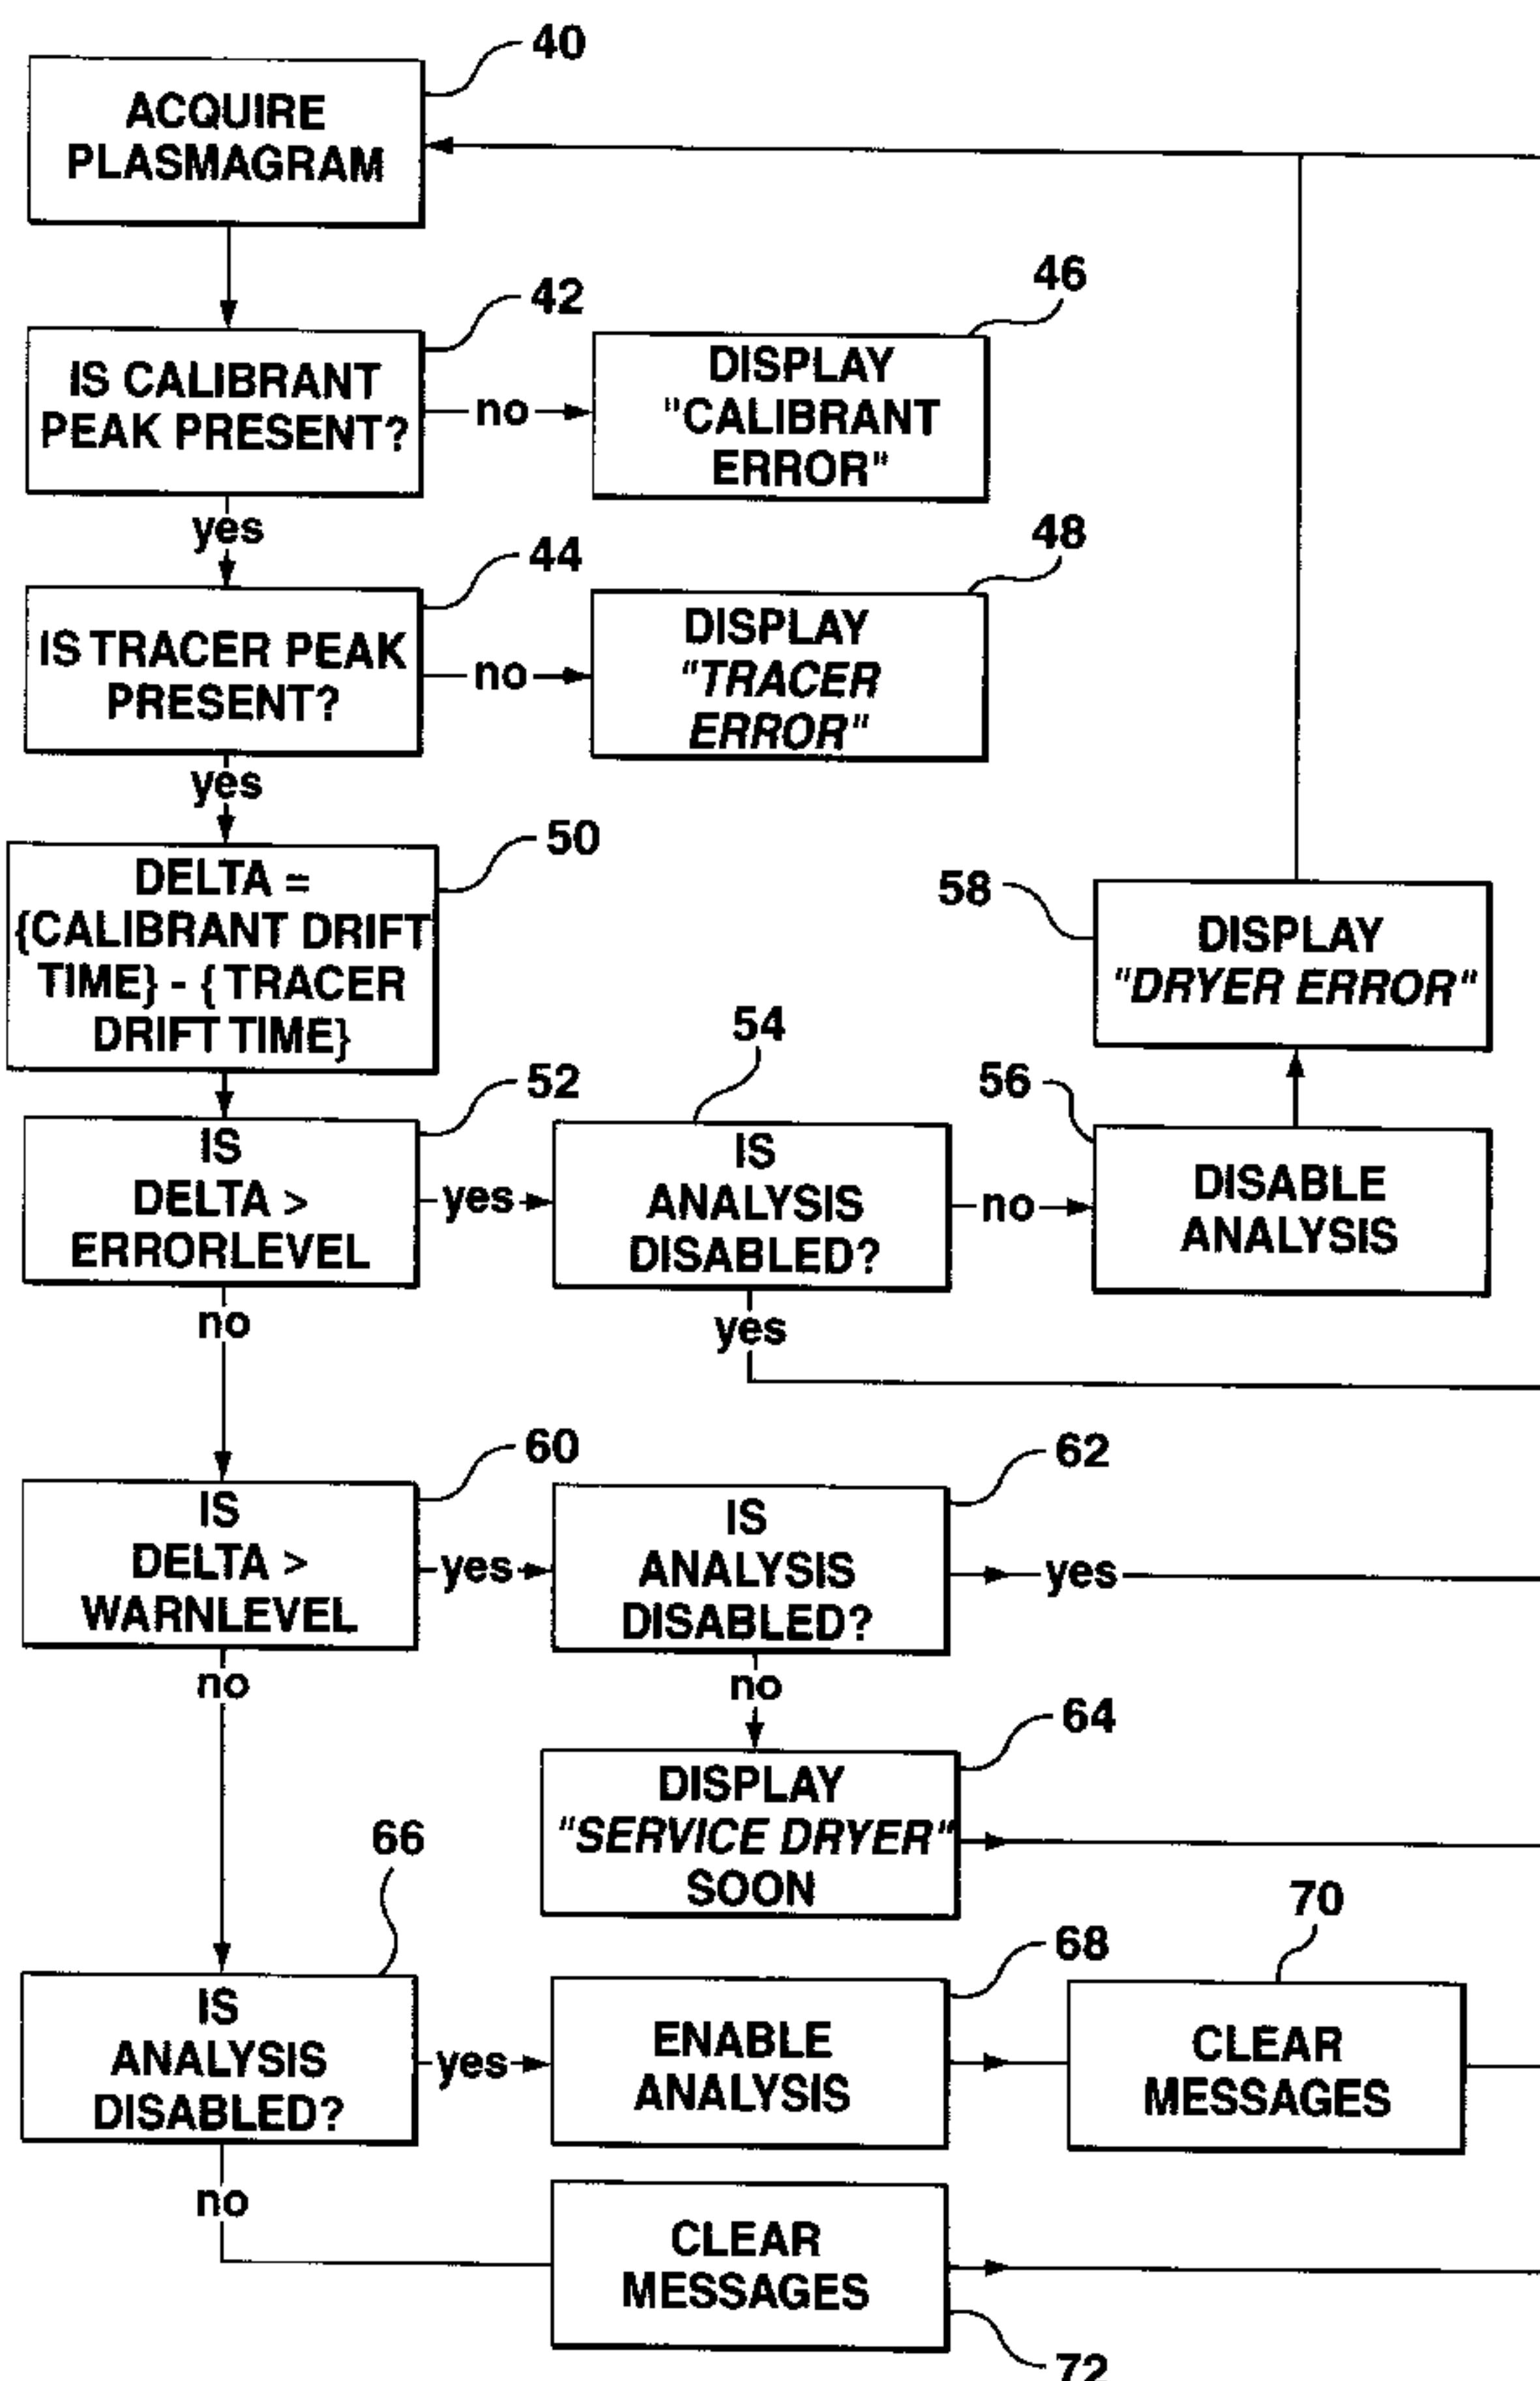 40
ACQUIRE
PLASMAGRAM
42
IS CALIBRANT
PEAK PRESENT?
no
46
DISPLAY
"CALIBRANT
ERROR"
yes
44
IS TRACER PEAK
PRESENT?
no
48
DISPLAY
"TRACER
ERROR"
yes
50
DELTA =
{CALIBRANT DRIFT
TIME} - { TRACER
DRIFT TIME}
52
IS
DELTA >
ERRORLEVEL
yes
54
IS
ANALYSIS
DISABLED?
no
56
DISABLE
ANALYSIS
58
DISPLAY
"DRYER ERROR"
yes
no
60
IS
DELTA >
WARNLEVEL
yes
62
IS
ANALYSIS
DISABLED?
yes
no
64
DISPLAY
"SERVICE DRYER"
SOON
no
66
IS
ANALYSIS
DISABLED?
yes
68
ENABLE
ANALYSIS
70
CLEAR
MESSAGES
no
CLEAR
MESSAGES
72